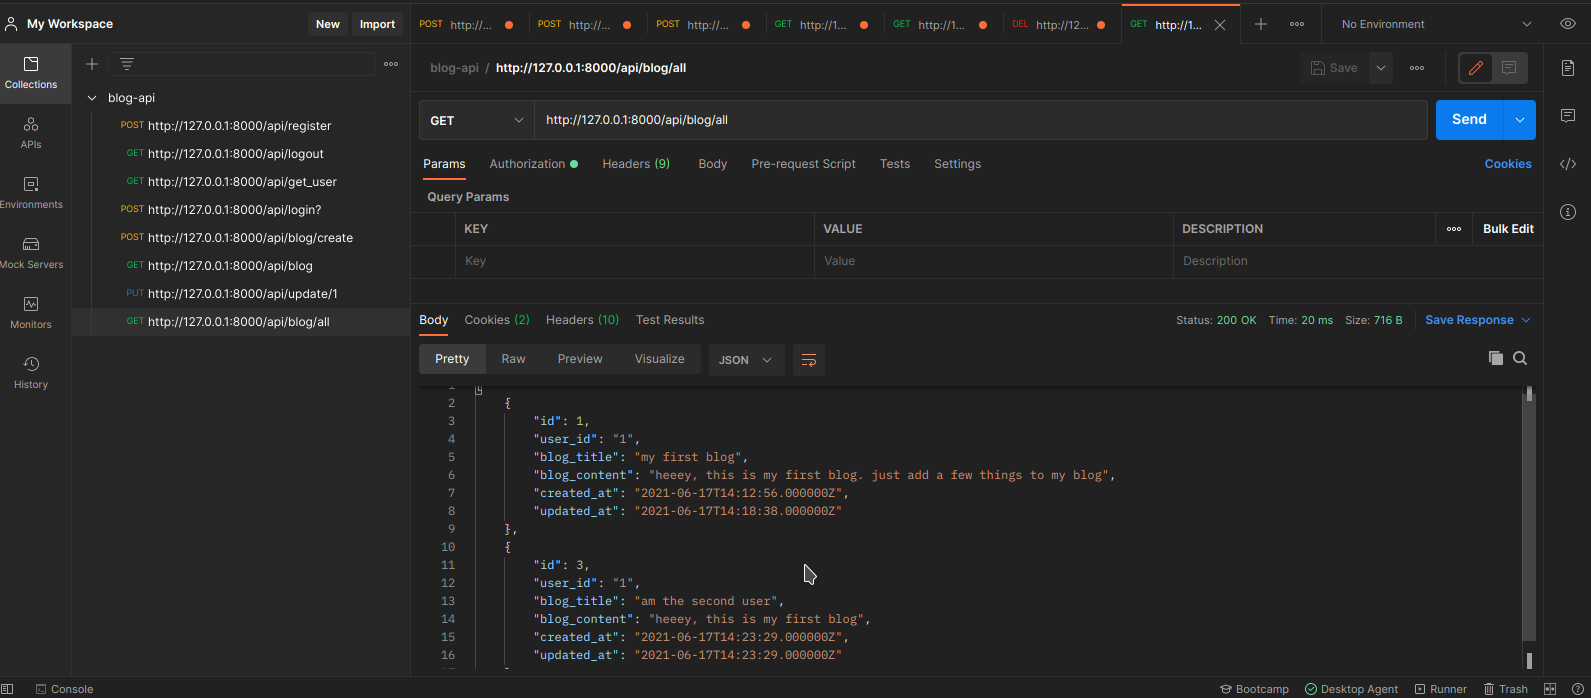 My Workspace
New
Import
POST http://...
POST http://...
POST http://...
GET http://1...
GET http://1...
DEL http://12...
GET http://1...
No Environment
Collections
APIs
Environments
Mock Servers
Monitors
History
blog-api
POST http://127.0.0.1:8000/api/register
GET http://127.0.0.1:8000/api/logout
GET http://127.0.0.1:8000/api/get_user
POST http://127.0.0.1:8000/api/login?
POST http://127.0.0.1:8000/api/blog/create
GET http://127.0.0.1:8000/api/blog
PUT http://127.0.0.1:8000/api/update/1
GET http://127.0.0.1:8000/api/blog/all
blog-api / http://127.0.0.1:8000/api/blog/all
Save
GET
http://127.0.0.1:8000/api/blog/all
Send
Params Authorization Headers (9) Body Pre-request Script Tests Settings
Cookies
Query Params
KEY VALUE DESCRIPTION
Bulk Edit
Key Value Description
Body Cookies (2) Headers (10) Test Results
Status: 200 OK Time: 20 ms Size: 716 B
Save Response
Pretty Raw Preview Visualize JSON
1 [
2 {
3 "id": 1,
4 "user_id": "1",
5 "blog_title": "my first blog",
6 "blog_content": "heeey, this is my first blog. just add a few things to my blog",
7 "created_at": "2021-06-17T14:12:56.000000Z",
8 "updated_at": "2021-06-17T14:18:38.000000Z"
9 },
10 {
11 "id": 3,
12 "user_id": "1",
13 "blog_title": "am the second user",
14 "blog_content": "heeey, this is my first blog",
15 "created_at": "2021-06-17T14:23:29.000000Z",
16 "updated_at": "2021-06-17T14:23:29.000000Z"
Console
Bootcamp
Desktop Agent
Runner
Trash